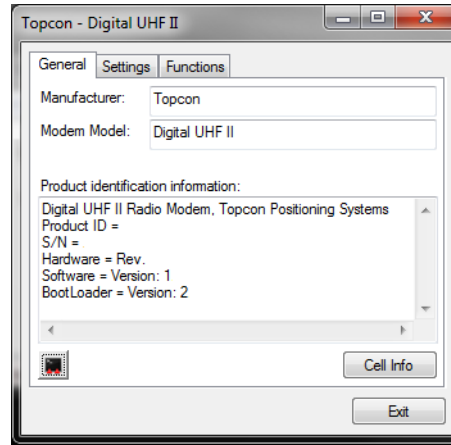 Topcon - Digital UHF II
General Settings Functions
Manufacturer: Topcon
Modem Model: Digital UHF II
Product identification information:
Digital UHF II Radio Modem, Topcon Positioning Systems
Product ID =
S/N =
Hardware = Rev.
Software = Version: 1
BootLoader = Version: 2
Cell Info
Exit